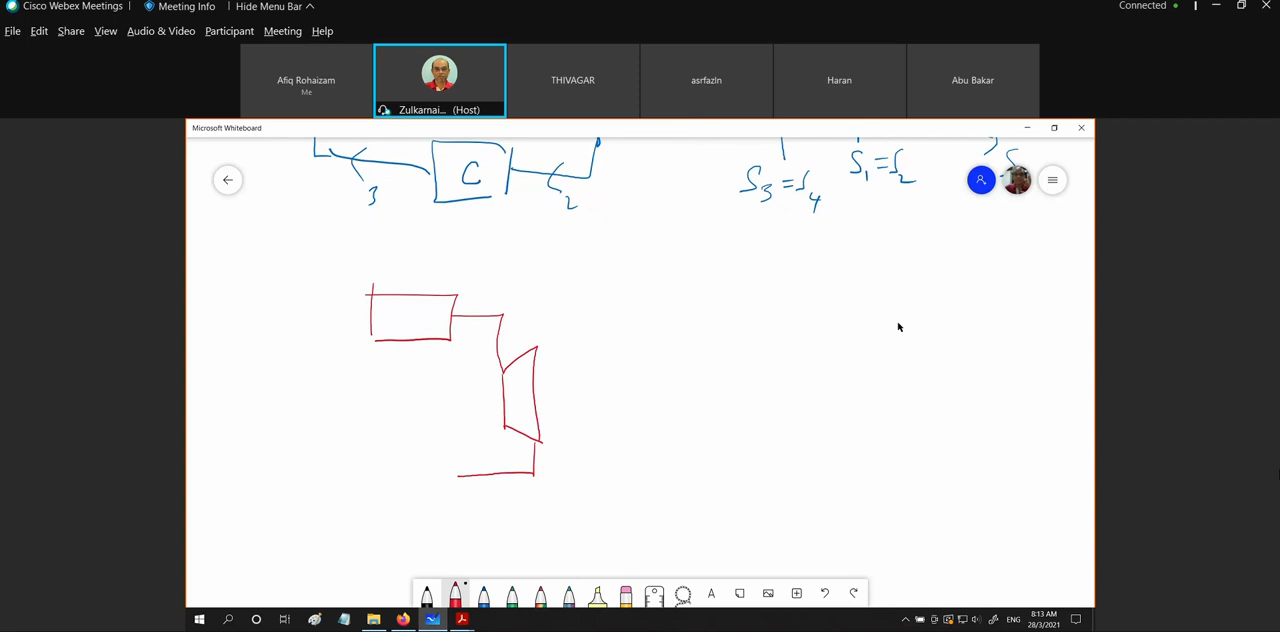 Cisco Webex Meetings | Meeting Info | Hide Menu Bar Connected
File Edit Share View Audio & Video Participant Meeting Help
Afiq Rohaizam
Me
Zulkarnai... (Host)
THIVAGAR
asrfazln
Haran
Abu Bakar
Microsoft Whiteboard
C
3
2
S3 = S4
S1 = S2
A
8:13 AM
ENG
28/3/2021